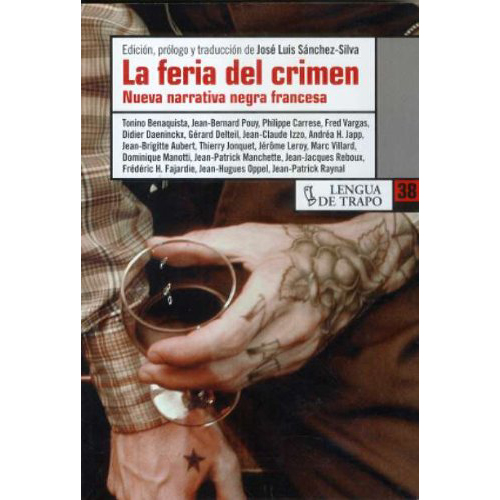 Edición, prólogo y traducción de José Luis Sánchez-Silva
La feria del crimen
Nueva narrativa negra francesa
Tonino Benaquista, Jean-Bernard Pouy, Philippe Carrese, Fred Vargas,
Didier Daeninckx, Gérard Delteil, Jean-Claude Izzo, Andréa H. Japp,
Jean-Brigitte Aubert, Thierry Jonquet, Jérôme Leroy, Marc Villard,
Dominique Manotti, Jean-Patrick Manchette, Jean-Jacques Reboux,
Frédéric H. Fajardie, Jean-Hugues Oppel, Jean-Patrick Raynal
LENGUA
DE TRAPO
38